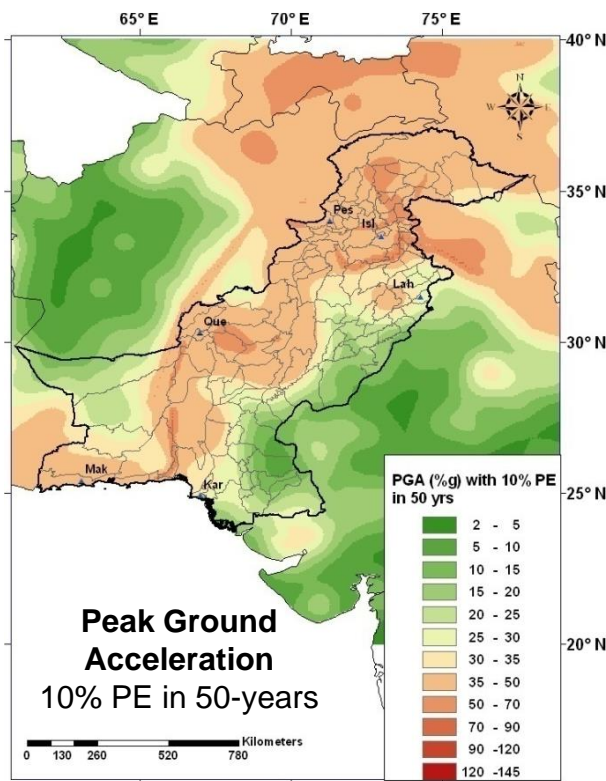 65° E 70° E 75° E
40° N
N
W E
S
35° N
Pes
Isl
Lah
Que
30° N
Mak
Kar
25° N
PGA (%g) with 10% PE
in 50 yrs
2 - 5
5 - 10
10 - 15
15 - 20
20 - 25
25 - 30
30 - 35
35 - 50
50 - 70
70 - 90
90 -120
120 -145
20° N
Peak Ground
Acceleration
10% PE in 50-years
Kilometers
0 130 260 520 780